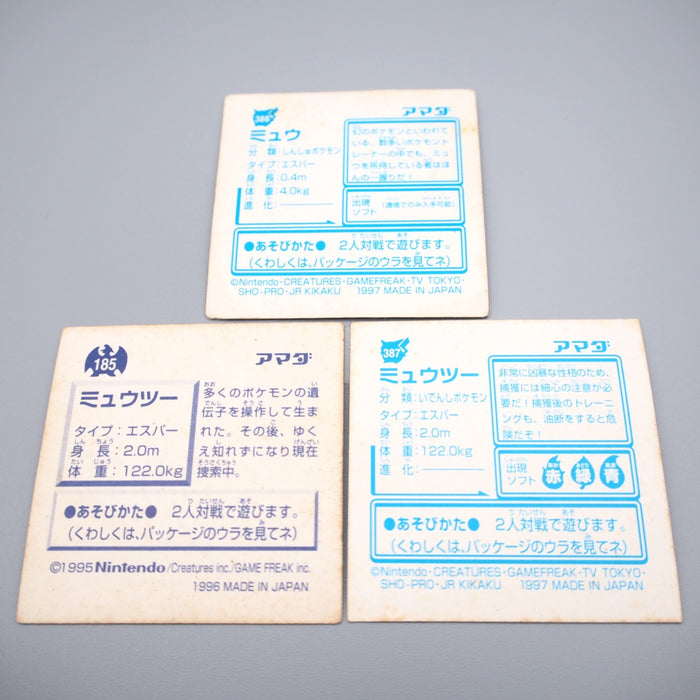 386
アマダ
ミュウ
分類:しんしゅポケモン
タイプ:エスパー
身長:0.4m
体重:4.0kg
進化:――
幻のポケモンといわれて
いる。数多いポケモント
レーナーの中でも、ミュ
ウを所持している者はほ
んの一握りだ!
出現
ソフト
(通信でのみ入手可能)
●あそびかた● 2人対戦で遊びます。
(くわしくは、パッケージのウラを見てネ)
©Nintendo・CREATURES・GAMEFREAK・TV TOKYO・
SHO-PRO・JR KIKAKU 1997 MADE IN JAPAN
185
アマダ
ミュウツー
タイプ:エスパー
身長:2.0m
体重:122.0kg
多くのポケモンの遺
伝子を操作して生ま
れた。その後、ゆく
え知れずになり現在
捜索中。
●あそびかた● 2人対戦で遊びます。
(くわしくは、パッケージのウラを見てネ)
©1995 Nintendo/Creatures inc./GAME FREAK inc.
1996 MADE IN JAPAN
387
アマダ
ミュウツー
分類:いでんしポケモン
タイプ:エスパー
身長:2.0m
体重:122.0kg
進化:――
非常に凶暴な性格のため、
捕獲には細心の注意が必
要だ!捕獲後のトレーニ
ングにも、油断をすると危
険だぞ!
出現
ソフト
赤 緑 青
●あそびかた● 2人対戦で遊びます。
(くわしくは、パッケージのウラを見てネ)
©Nintendo・CREATURES・GAMEFREAK・TV TOKYO・
SHO-PRO・JR KIKAKU 1997 MADE IN JAPAN